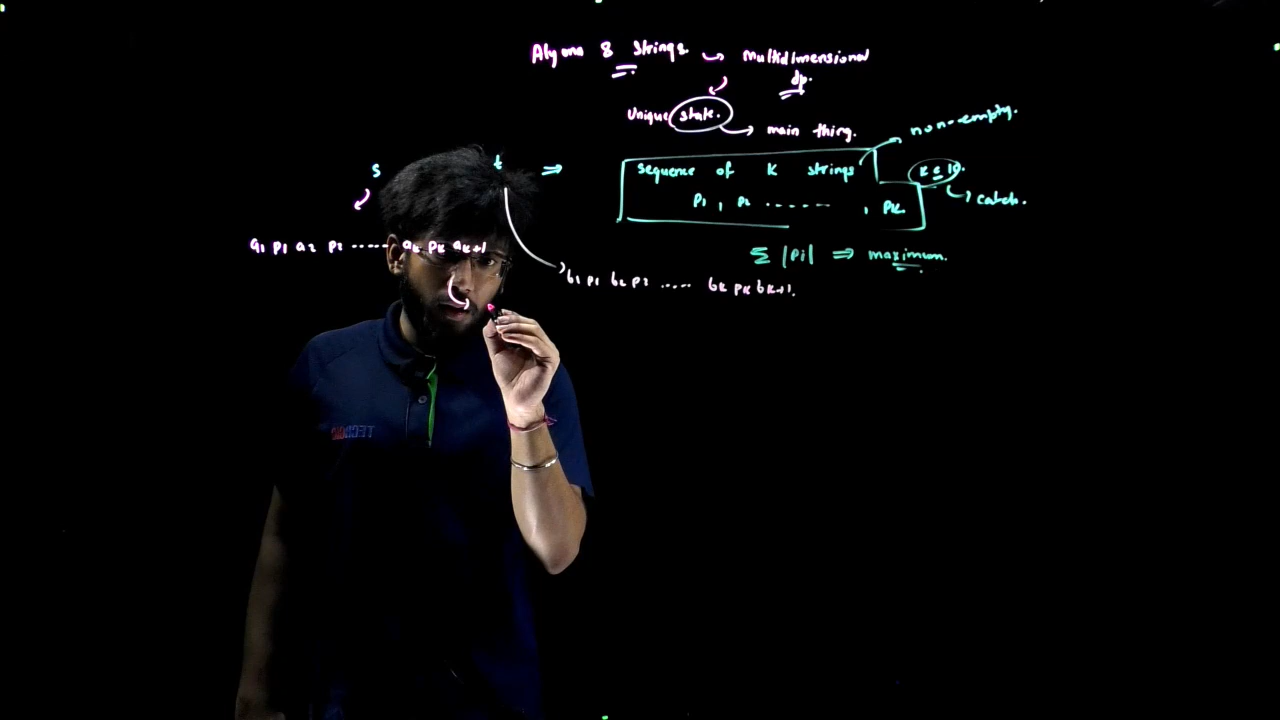 Alyona & Strings → multidimensional
dp.
Unique state. → main thing.
non-empty.
s t ⇒ sequence of K strings K ≤ 10. → catch.
P1, P2 ......., PK.
a1 p1 a2 p2 ..... ak pk ak+1
Σ |Pi| ⇒ maximum.
b1 p1 b2 p2 ..... bk pk bk+1.